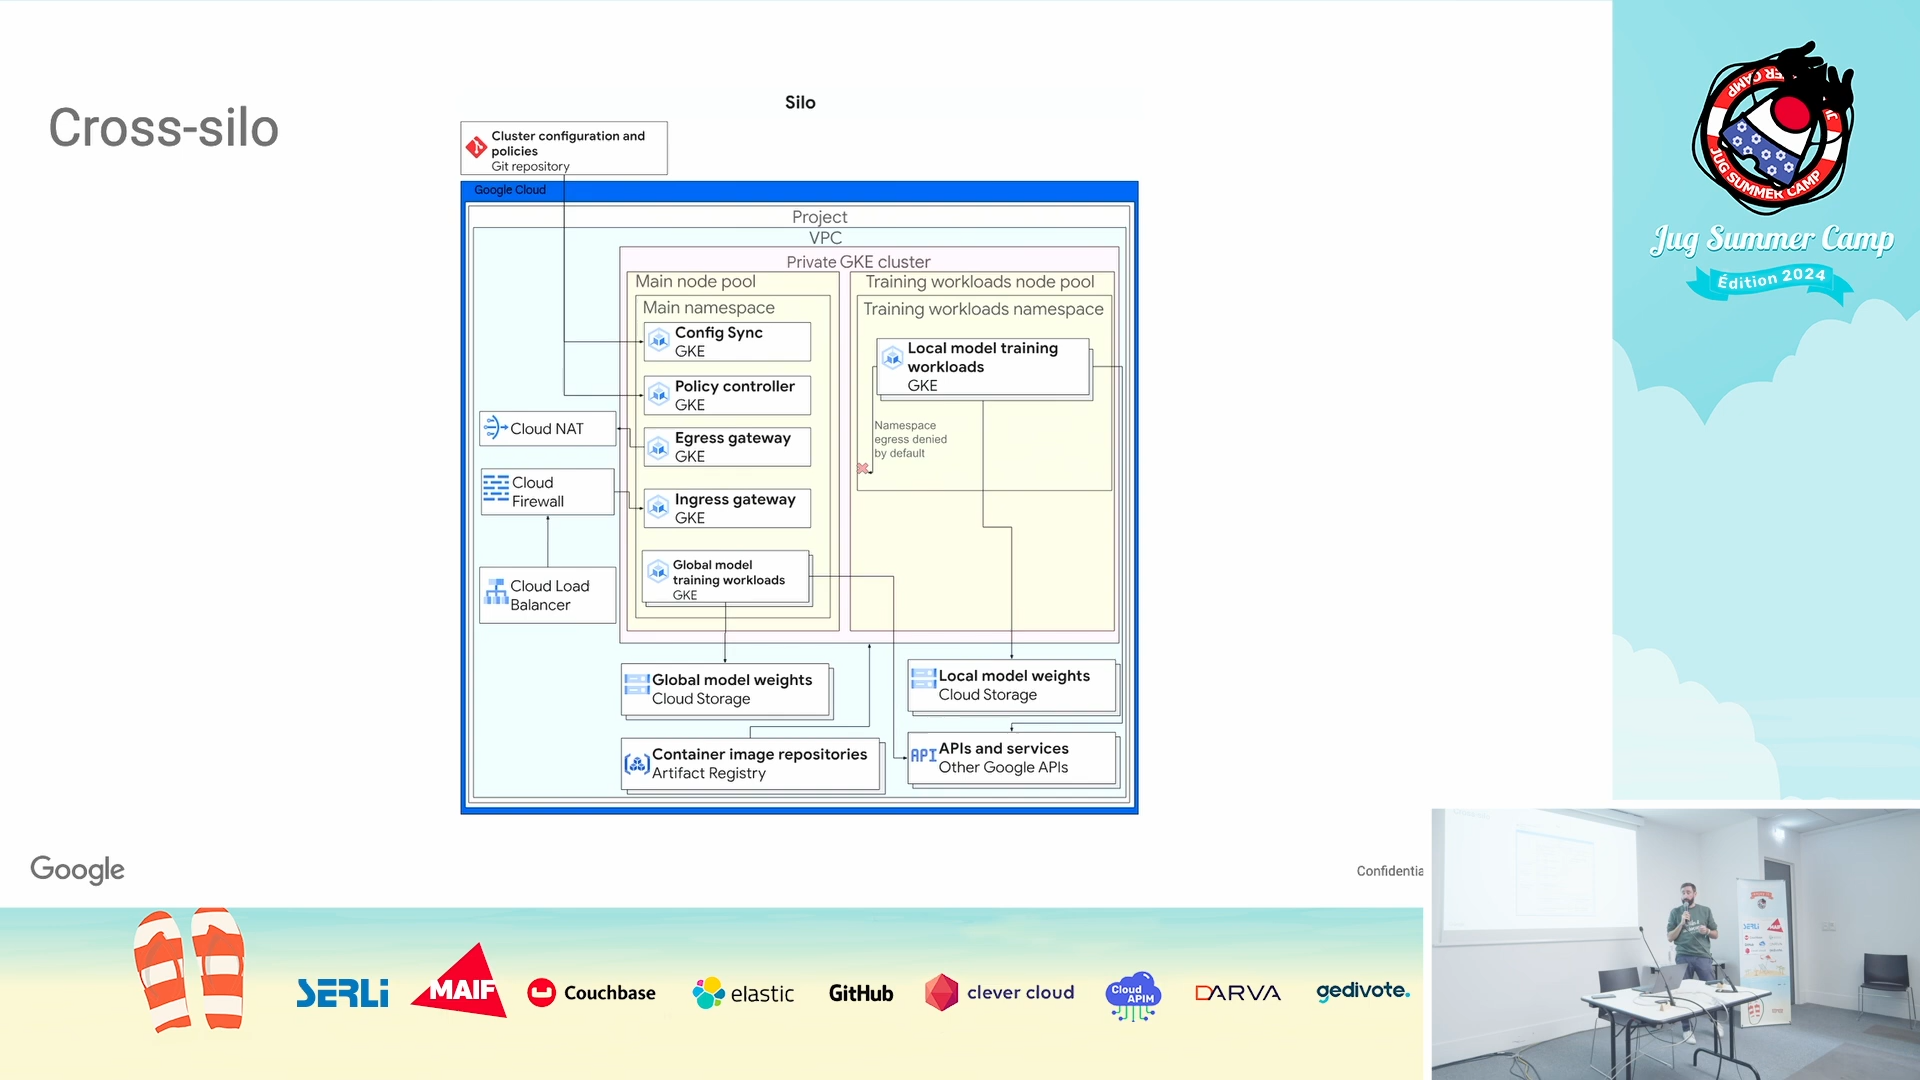 Cross-silo
Silo
Cluster configuration and
policies
Git repository
Google Cloud
Project
VPC
Private GKE cluster
Main node pool
Main namespace
Config Sync
GKE
Policy controller
GKE
Egress gateway
GKE
Ingress gateway
GKE
Global model
training workloads
GKE
Training workloads node pool
Training workloads namespace
Local model training
workloads
GKE
Namespace
egress denied
by default
Cloud NAT
Cloud
Firewall
Cloud Load
Balancer
Global model weights
Cloud Storage
Local model weights
Cloud Storage
Container image repositories
Artifact Registry
API
APIs and services
Other Google APIs
Google
Confidentia
JUG SUMMER CAMP
Jug Summer Camp
Édition 2024
SERLi
MAIF
Couchbase
elastic
GitHub
clever cloud
Cloud
APIM
DARVA
gedivote.